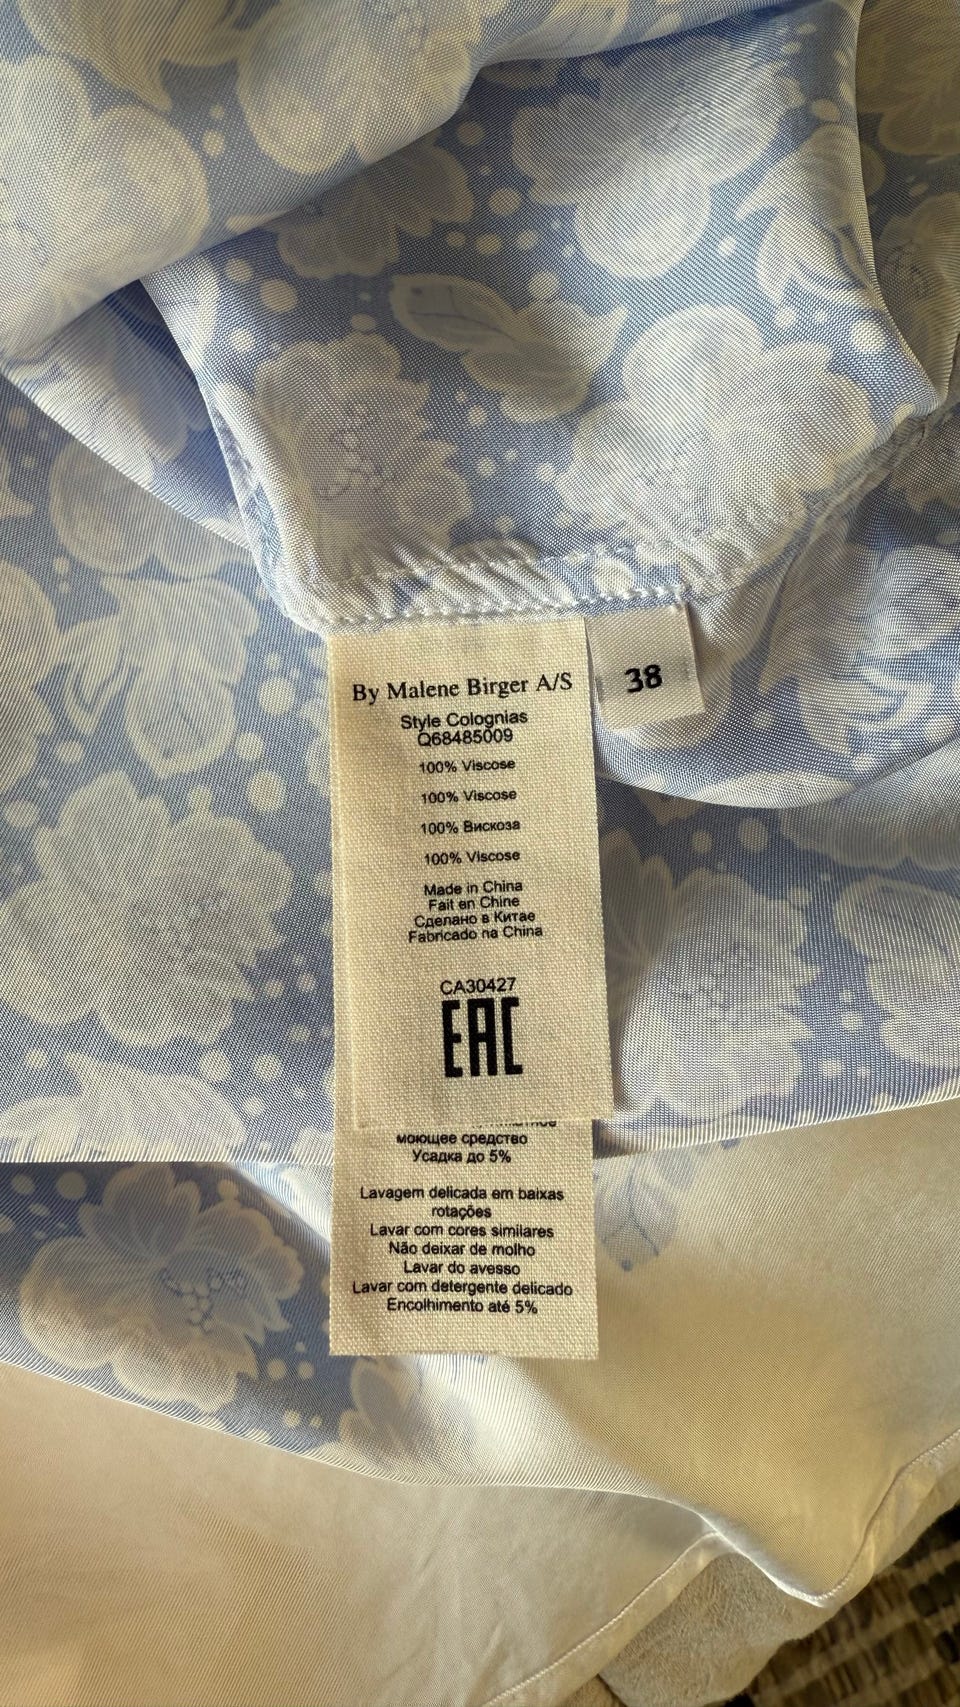 By Malene Birger A/S
38
Style Colognias
Q68485009
100% Viscose
100% Viscose
100% Вискоза
100% Viscose
Made in China
Fait en Chine
Сделано в Китае
Fabricado na China
CA30427
EAC
моющее средство
Усадка до 5%
Lavagem delicada em baixas
rotações
Lavar com cores similares
Não deixar de molho
Lavar do avesso
Lavar com detergente delicado
Encolhimento até 5%